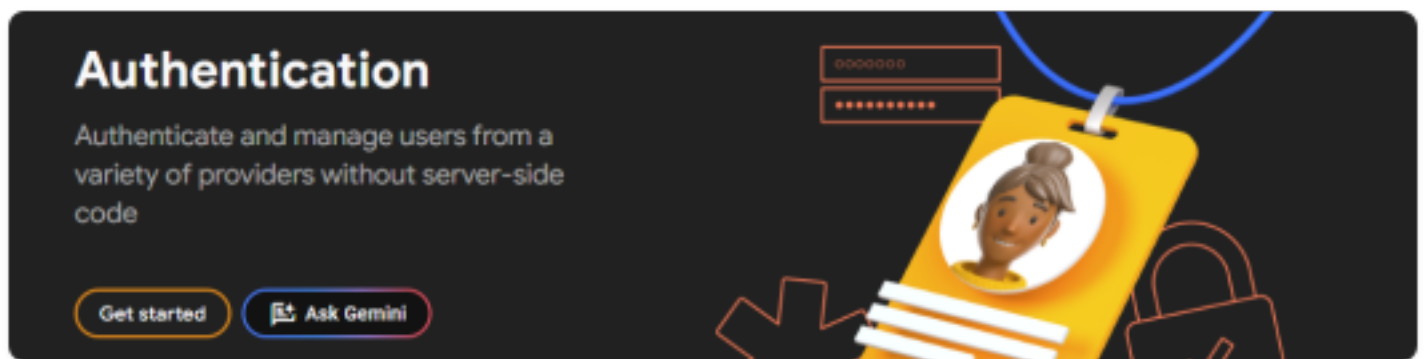 Authentication
Authenticate and manage users from a
variety of providers without server-side
code
Get started
Ask Gemini